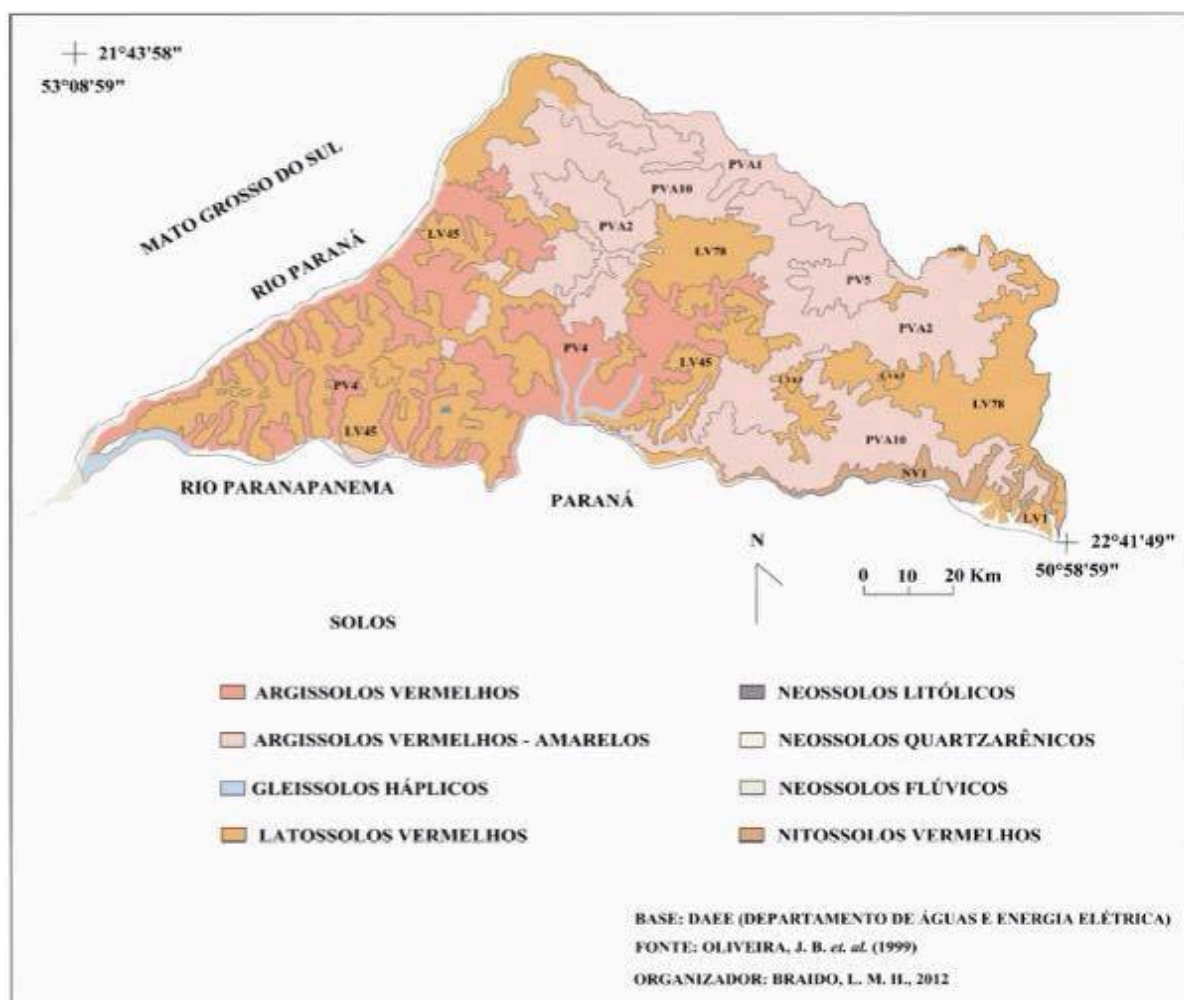 21°43'58"
53°08'59"
MATO GROSSO DO SUL
RIO PARANÁ
PVA1
PVA10
PVA2
LV45
LV78
PV5
PVA2
PV4
LV45
LV78
PV4
LV45
PVA10
NV1
LV1
RIO PARANAPANEMA
PARANÁ
22°41'49"
50°58'59"
N
0 10 20 Km
SOLOS
ARGISSOLOS VERMELHOS
ARGISSOLOS VERMELHOS - AMARELOS
GLEISSOLOS HÁPLICOS
LATOSSOLOS VERMELHOS
NEOSSOLOS LITÓLICOS
NEOSSOLOS QUARTZARÊNICOS
NEOSSOLOS FLÚVICOS
NITOSSOLOS VERMELHOS
BASE: DAEE (DEPARTAMENTO DE ÁGUAS E ENERGIA ELÉTRICA)
FONTE: OLIVEIRA, J. B. et. al. (1999)
ORGANIZADOR: BRAIDO, L. M. H., 2012